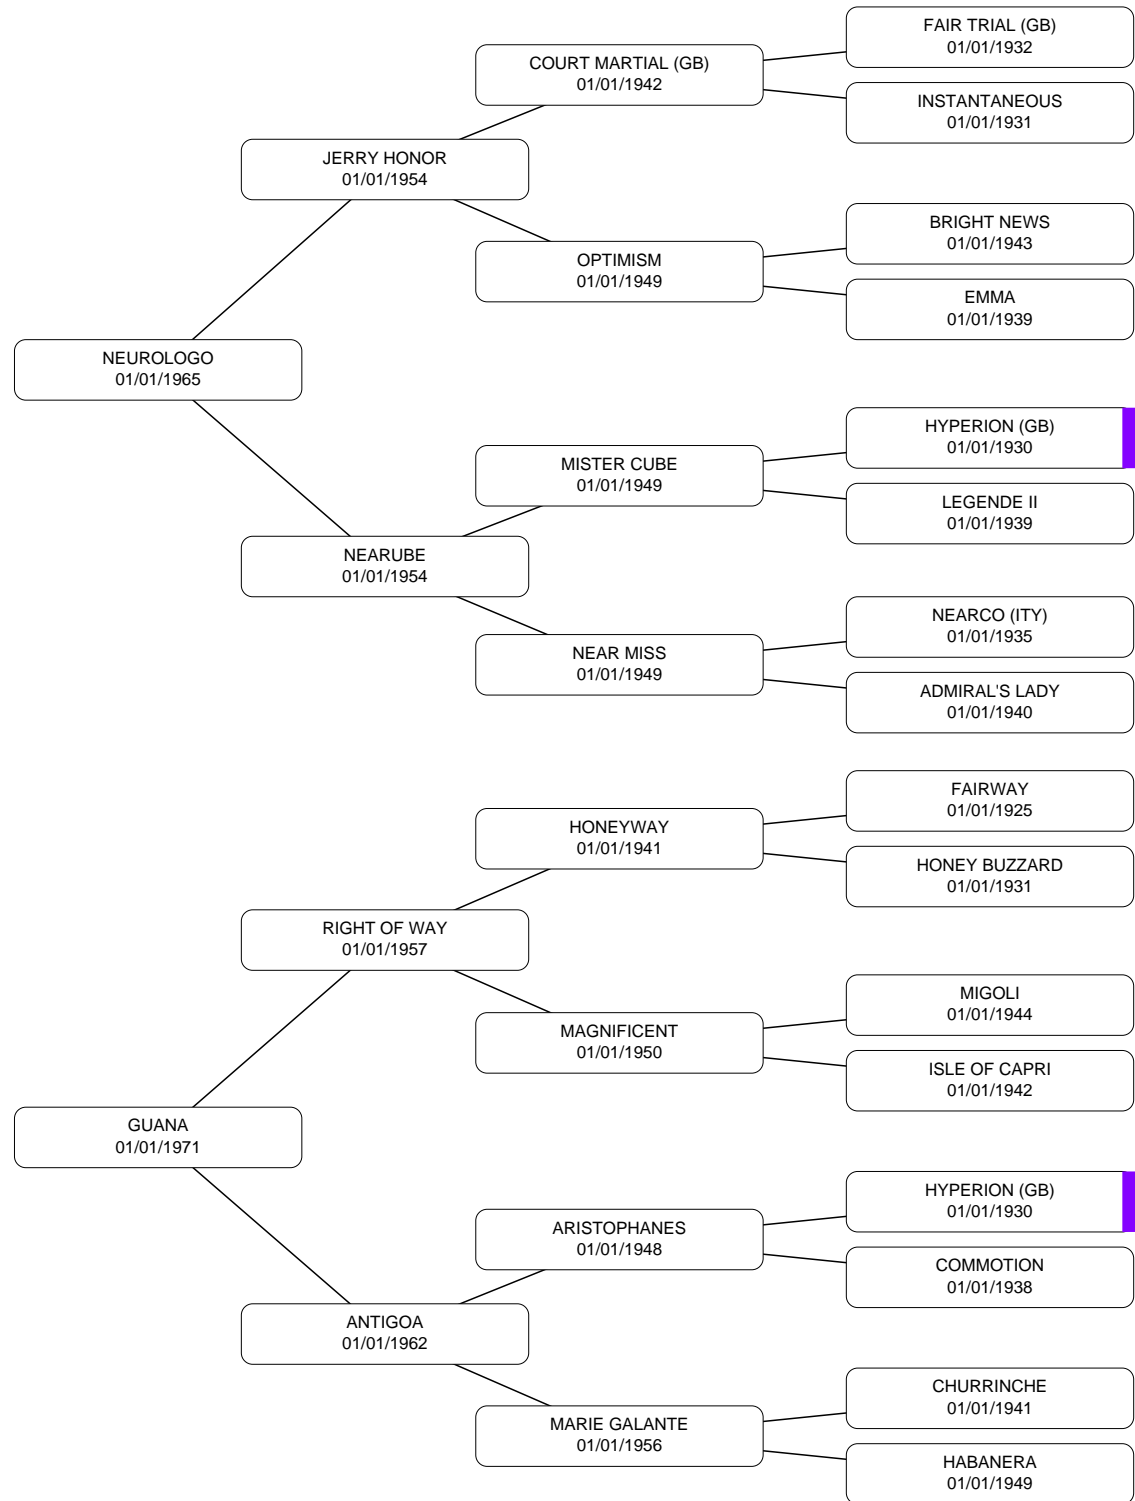 FAIR TRIAL (GB)
01/01/1932
COURT MARTIAL (GB)
01/01/1942
INSTANTANEOUS
01/01/1931
JERRY HONOR
01/01/1954
BRIGHT NEWS
01/01/1943
OPTIMISM
01/01/1949
EMMA
01/01/1939
NEUROLOGO
01/01/1965
HYPERION (GB)
01/01/1930
MISTER CUBE
01/01/1949
LEGENDE II
01/01/1939
NEARUBE
01/01/1954
NEARCO (ITY)
01/01/1935
NEAR MISS
01/01/1949
ADMIRAL'S LADY
01/01/1940
FAIRWAY
01/01/1925
HONEYWAY
01/01/1941
HONEY BUZZARD
01/01/1931
RIGHT OF WAY
01/01/1957
MIGOLI
01/01/1944
MAGNIFICENT
01/01/1950
ISLE OF CAPRI
01/01/1942
GUANA
01/01/1971
HYPERION (GB)
01/01/1930
ARISTOPHANES
01/01/1948
COMMOTION
01/01/1938
ANTIGOA
01/01/1962
CHURRINCHE
01/01/1941
MARIE GALANTE
01/01/1956
HABANERA
01/01/1949